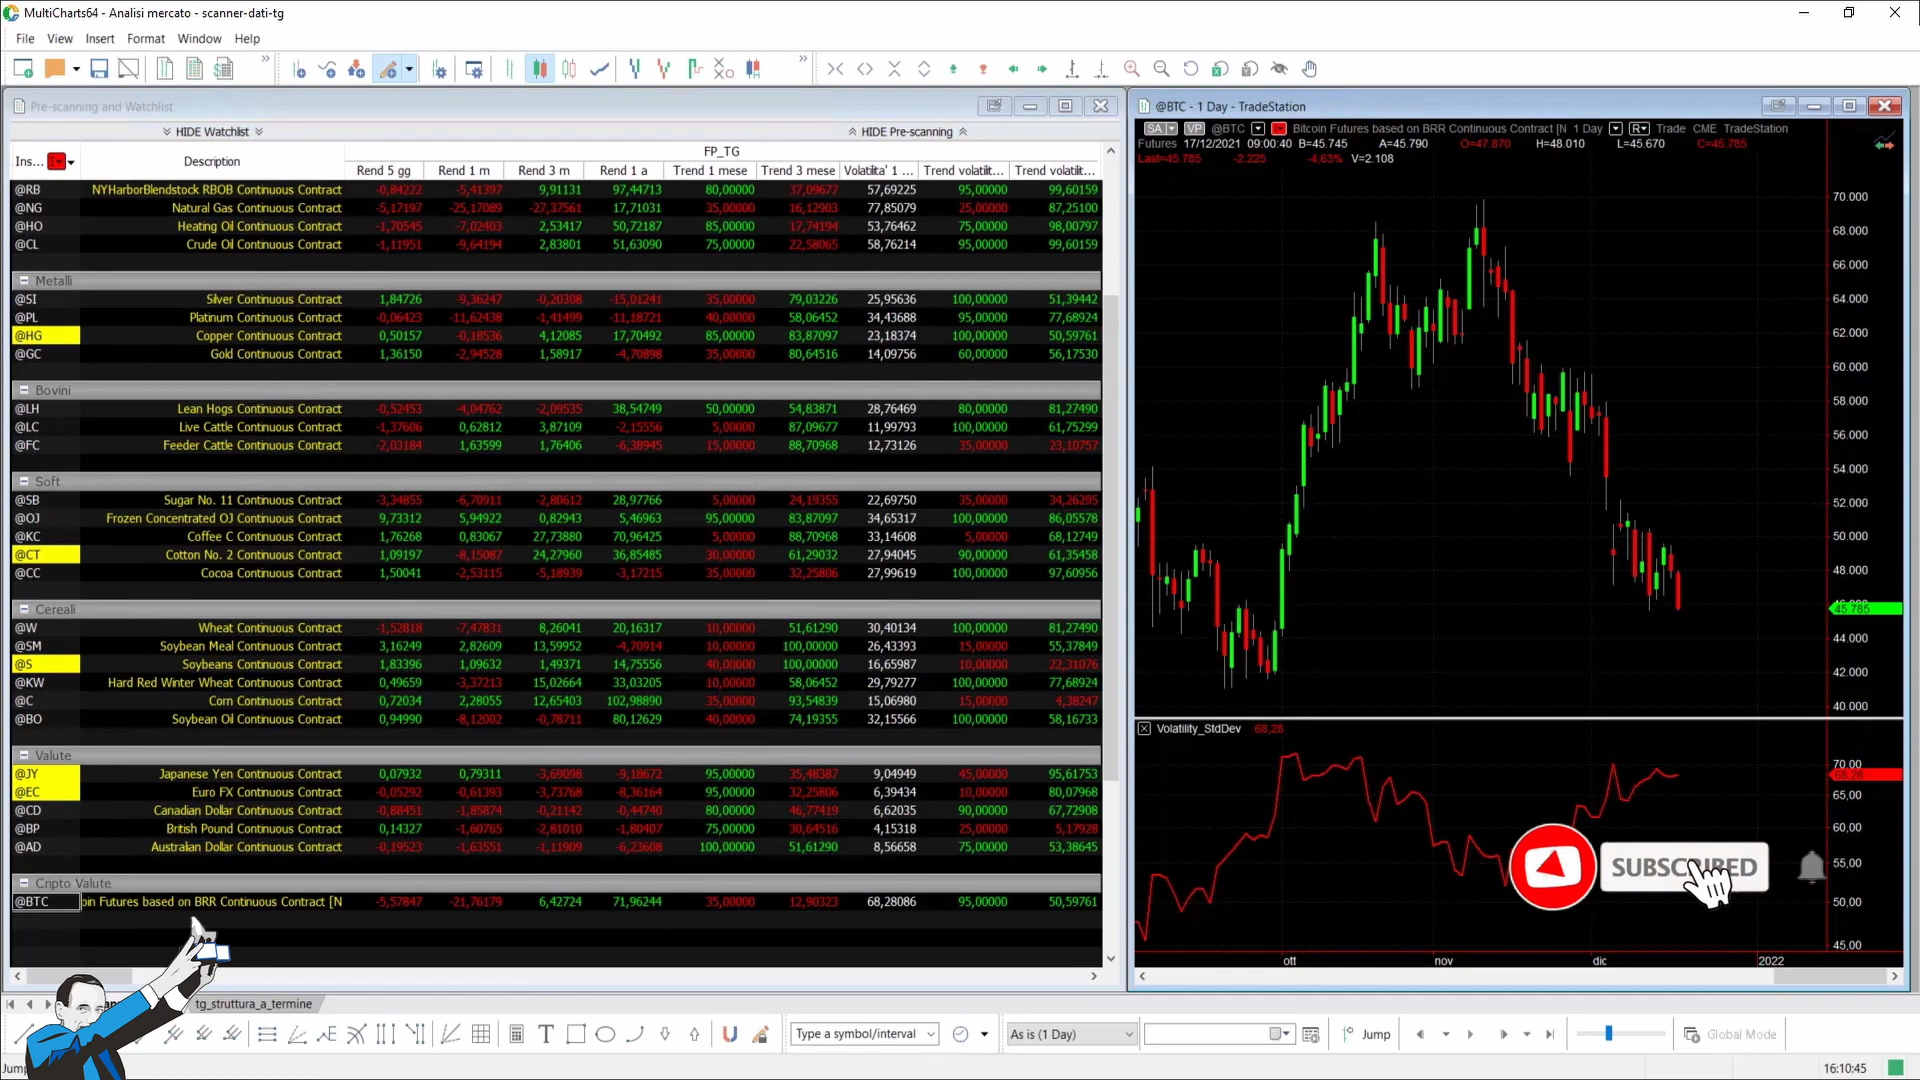 MultiCharts64 - Analisi mercato - scanner-dati-tg
File View Insert Format Window Help
Pre-scanning and Watchlist
HIDE Watchlist HIDE Pre-scanning
FP_TG
Ins... Description Rend 5 gg Rend 1 m Rend 3 m Rend 1 a Trend 1 mese Trend 3 mese Volatilita' 1 ... Trend volatilit... Trend volatilit...
@RB NYHarborBlendstock RBOB Continuous Contract -0,84222 -5,41397 9,91131 97,44713 80,00000 37,09677 57,69225 95,00000 99,60159
@NG Natural Gas Continuous Contract -5,17197 -25,17089 -27,37561 17,71031 35,00000 16,12903 77,85079 25,00000 87,25100
@HO Heating Oil Continuous Contract -1,70545 -7,02403 2,53417 50,72187 85,00000 17,74194 53,76462 75,00000 98,00797
@CL Crude Oil Continuous Contract -1,11951 -9,64194 2,83801 51,63090 75,00000 22,58065 58,76214 95,00000 99,60159
Metalli
@SI Silver Continuous Contract 1,84726 -9,36247 -0,20308 -15,01241 35,00000 79,03226 25,95636 100,00000 51,39442
@PL Platinum Continuous Contract -0,06423 -11,62438 -1,41499 -11,18721 40,00000 58,06452 34,43688 95,00000 77,68924
@HG Copper Continuous Contract 0,50157 -0,18536 4,12085 17,70492 85,00000 83,87097 23,18374 100,00000 50,59761
@GC Gold Continuous Contract 1,36150 -2,94528 1,58917 -4,70898 35,00000 80,64516 14,09756 60,00000 56,17530
Bovini
@LH Lean Hogs Continuous Contract -0,52453 -4,04762 -2,09535 38,54749 50,00000 54,83871 28,76469 80,00000 81,27490
@LC Live Cattle Continuous Contract -1,37606 0,62812 3,87109 -2,15556 5,00000 87,09677 11,99793 100,00000 61,75299
@FC Feeder Cattle Continuous Contract -2,03184 1,63599 1,76406 -6,38945 15,00000 88,70968 12,73126 35,00000 23,10757
Soft
@SB Sugar No. 11 Continuous Contract -3,34855 -6,70911 -2,80612 28,97766 5,00000 24,19355 22,69750 35,00000 34,26295
@OJ Frozen Concentrated OJ Continuous Contract 9,73312 5,94922 0,82943 5,46963 95,00000 83,87097 34,65317 100,00000 86,05578
@KC Coffee C Continuous Contract 1,76268 0,83067 27,73880 70,96425 5,00000 88,70968 33,14608 5,00000 68,12749
@CT Cotton No. 2 Continuous Contract 1,09197 -8,15087 24,27960 36,85485 30,00000 61,29032 27,94045 90,00000 61,35458
@CC Cocoa Continuous Contract 1,50041 -2,53115 -5,18939 -3,17215 35,00000 32,25806 27,99619 100,00000 97,60956
Cereali
@W Wheat Continuous Contract -1,52818 -7,47831 8,26041 20,16317 10,00000 51,61290 30,40134 100,00000 81,27490
@SM Soybean Meal Continuous Contract 3,16249 2,82609 13,59952 -4,70914 10,00000 100,00000 26,43393 15,00000 55,37849
@S Soybeans Continuous Contract 1,83396 1,09632 1,49371 14,75556 40,00000 100,00000 16,65987 10,00000 22,31076
@KW Hard Red Winter Wheat Continuous Contract 0,49659 -3,37213 15,02664 33,03205 10,00000 58,06452 29,79277 100,00000 77,68924
@C Corn Continuous Contract 0,72034 2,28055 12,65403 102,98890 35,00000 93,54839 15,06980 15,00000 4,38247
@BO Soybean Oil Continuous Contract 0,94990 -8,12002 -0,78711 80,12629 40,00000 74,19355 32,15566 100,00000 58,16733
Valute
@JY Japanese Yen Continuous Contract 0,07932 0,79311 -3,69098 -9,18672 95,00000 35,48387 9,04949 45,00000 95,61753
@EC Euro FX Continuous Contract -0,05292 -0,61393 -3,73768 -8,36164 95,00000 32,25806 6,39434 10,00000 80,07968
@CD Canadian Dollar Continuous Contract -0,88451 -1,85874 -0,21142 -0,44740 80,00000 46,77419 6,62035 90,00000 67,72908
@BP British Pound Continuous Contract 0,14327 -1,60765 -2,81010 -1,80407 75,00000 30,64516 4,15318 25,00000 5,17928
@AD Australian Dollar Continuous Contract -0,19523 -1,63551 -1,11909 -6,23608 100,00000 51,61290 8,56658 75,00000 53,38645
Cripto Valute
@BTC oin Futures based on BRR Continuous Contract [N -5,57847 -21,76179 6,42724 71,96244 35,00000 12,90323 68,28086 95,00000 50,59761
tg_struttura_a_termine
@BTC - 1 Day - TradeStation
SA VP @BTC Bitcoin Futures based on BRR Continuous Contract [N 1 Day R Trade CME TradeStation
Futures 17/12/2021 09:00:40 B=45.745 A=45.790 O=47.870 H=48.010 L=45.670 C=45.785
Last=45.785 -2.225 -4.63% V=2.108
70.000
68.000
66.000
64.000
62.000
60.000
58.000
56.000
54.000
52.000
50.000
48.000
45.785
44.000
42.000
40.000
Volatility_StdDev 68,28
70,00
68,28
65,00
60,00
55,00
50,00
45,00
SUBSCRIBED
ott nov dic 2022
Type a symbol/interval As is (1 Day) Jump Global Mode
Jump
16:10:45